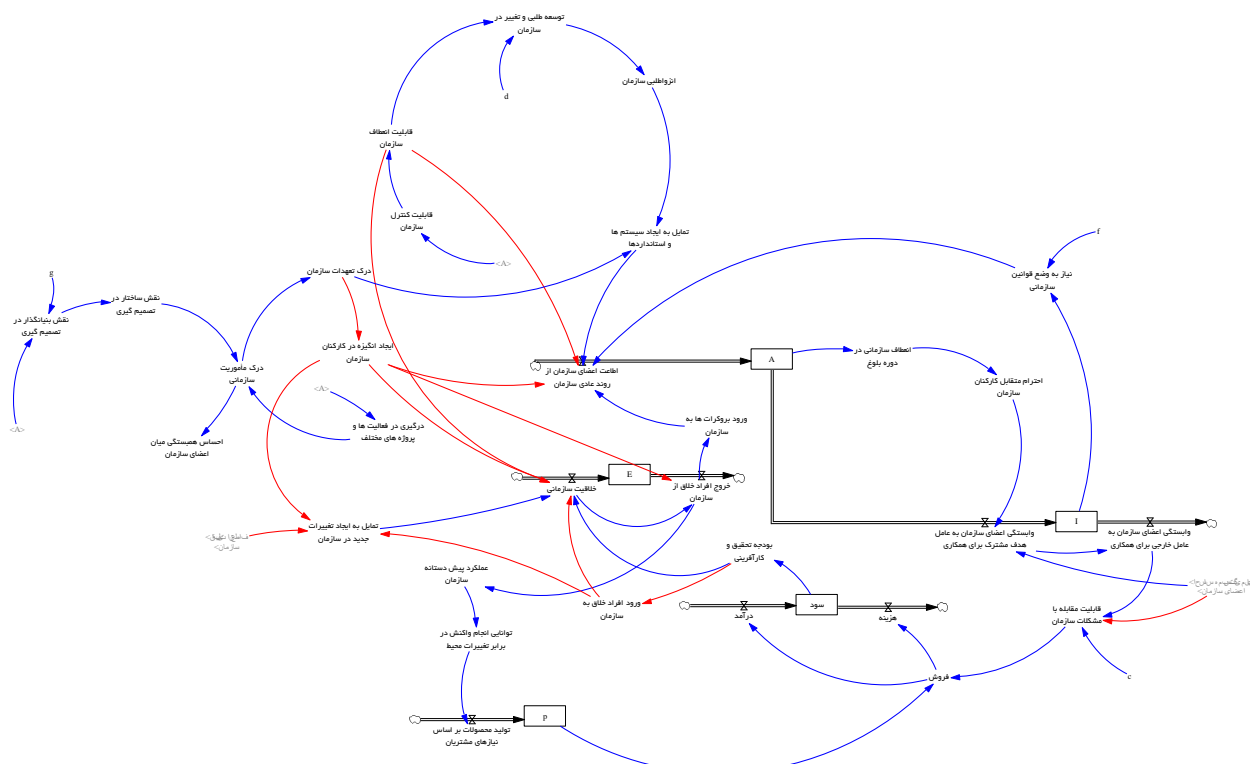 توسعه طلبی و تغییر در
سازمان
انزواطلبی سازمان
d
قابلیت انعطاف
سازمان
قابلیت کنترل
سازمان
<A>
تمایل به ایجاد سیستم ها
و استانداردها
f
نیاز به وضع قوانین
سازمانی
g
درک تعهدات سازمان
نقش ساختار در
تصمیم گیری
نقش بنیانگذار در
تصمیم گیری
ایجاد انگیزه در کارکنان
سازمان
درک ماموریت
سازمانی
اطاعت اعضای سازمان از
روند عادی سازمان
A
انعطاف سازمانی در
دوره بلوغ
احترام متقابل کارکنان
سازمان
<A>
<A>
درگیری در فعالیت ها و
پروژه های مختلف
احساس همبستگی میان
اعضای سازمان
ورود بروکرات ها به
سازمان
خلاقیت سازمانی
E
خروج افراد خلاق از
سازمان
تمایل به ایجاد تغییرات
جدید در سازمان
سازمان>
وابستگی اعضای سازمان به عامل
هدف مشترک برای همکاری
I
وابستگی اعضای سازمان به
عامل خارجی برای همکاری
بودجه تحقیق و
کارآفرینی
عملکرد پیش دستانه
سازمان
ورود افراد خلاق به
سازمان
درآمد
سود
هزینه
اعضای سازمان>
قابلیت مقابله با
مشکلات سازمان
c
توانایی انجام واکنش در
برابر تغییرات محیط
فروش
p
تولید محصولات بر اساس
نیازهای مشتریان